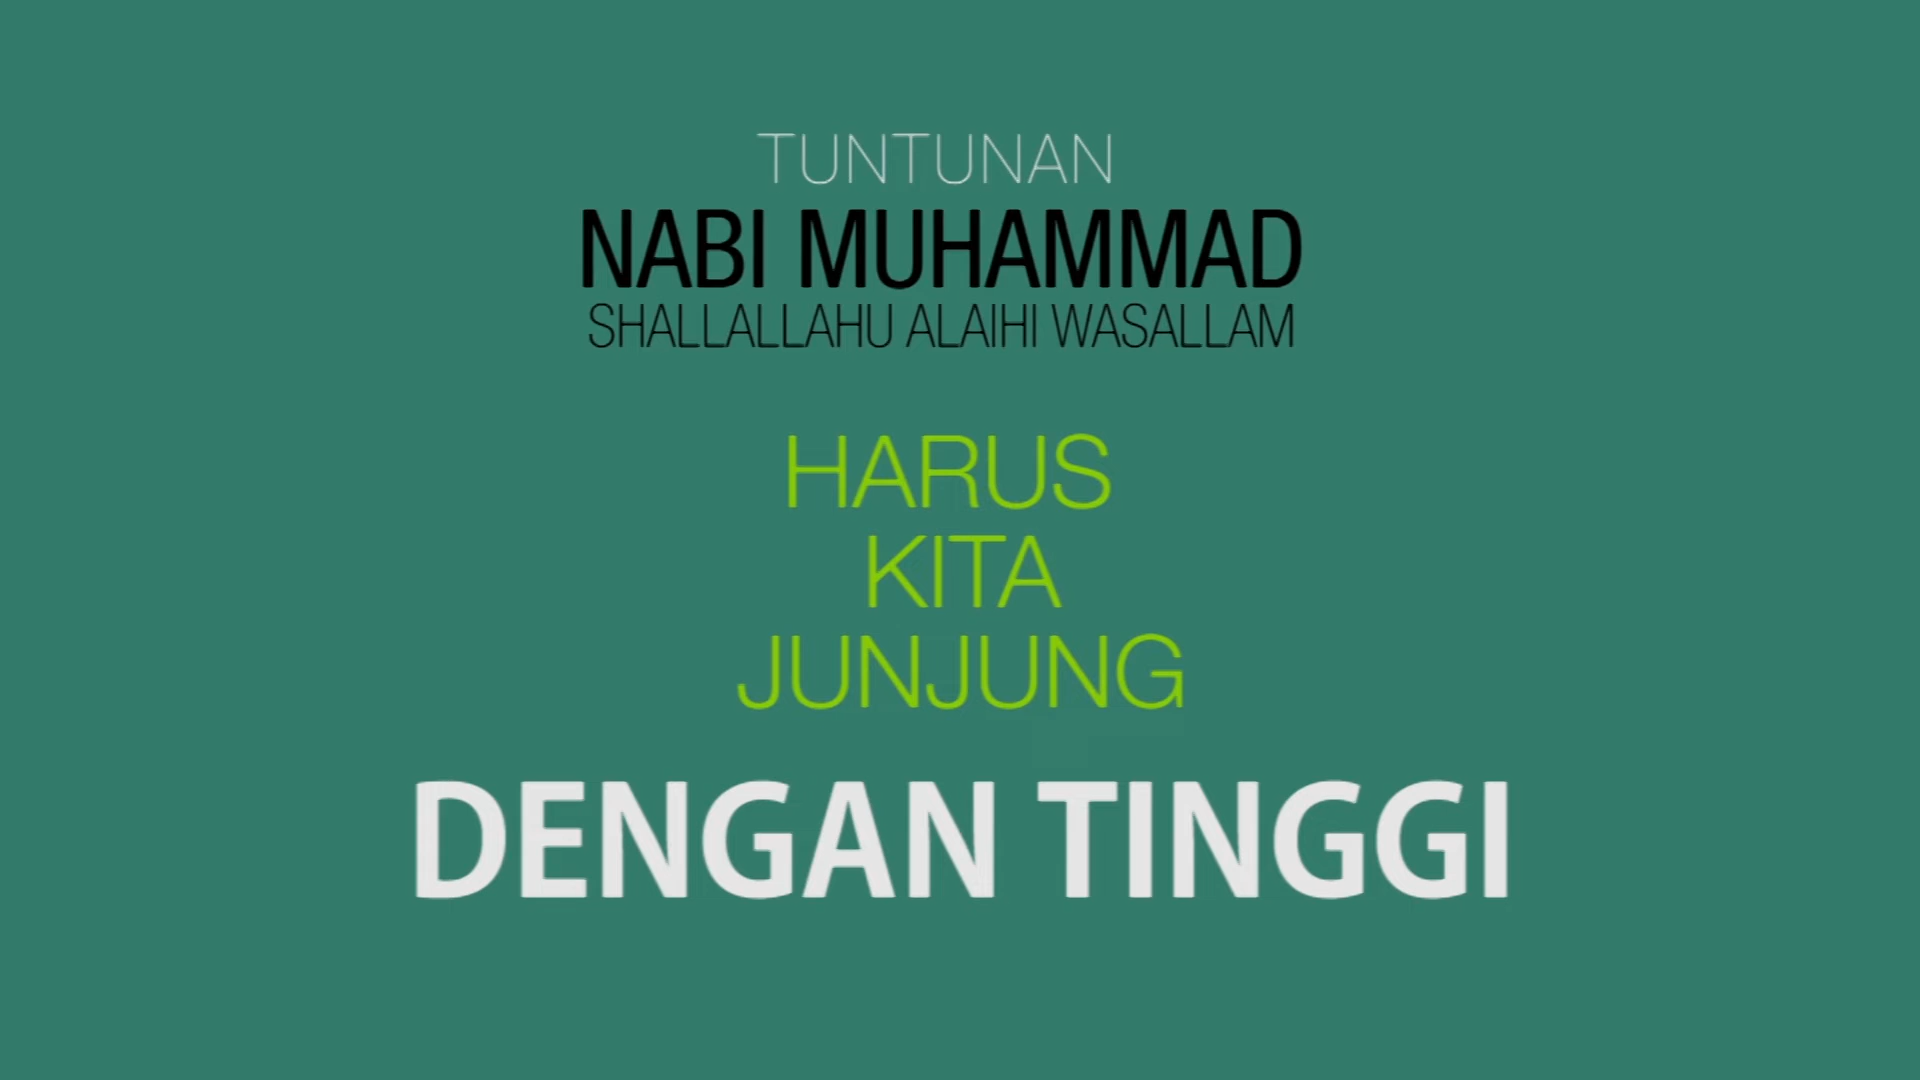 TUNTUNAN
NABI MUHAMMAD
SHALLALLAHU ALAIHI WASALLAM
HARUS
KITA
JUNJUNG
DENGAN TINGGI